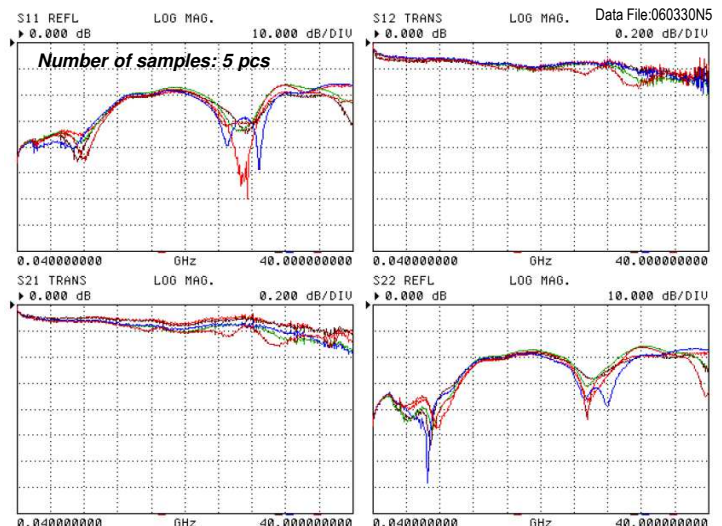 S11 REFL LOG MAG.
▶ 0.000 dB 10.000 dB/DIV
Number of samples: 5 pcs
0.040000000 GHz 40.000000000
Data File:060330N5
S12 TRANS LOG MAG.
▶ 0.000 dB 0.200 dB/DIV
0.040000000 GHz 40.000000000
S21 TRANS LOG MAG.
▶ 0.000 dB 0.200 dB/DIV
0.040000000 GHz 40.000000000
S22 REFL LOG MAG.
▶ 0.000 dB 10.000 dB/DIV
0.040000000 GHz 40.000000000